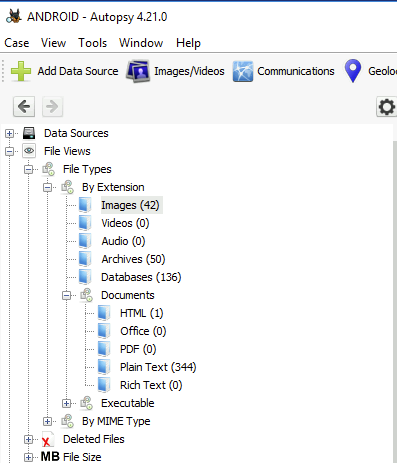 ANDROID - Autopsy 4.21.0
Case View Tools Window Help
Add Data Source Images/Videos Communications Geolo
Data Sources
File Views
File Types
By Extension
Images (42)
Videos (0)
Audio (0)
Archives (50)
Databases (136)
Documents
HTML (1)
Office (0)
PDF (0)
Plain Text (344)
Rich Text (0)
Executable
By MIME Type
Deleted Files
MB File Size